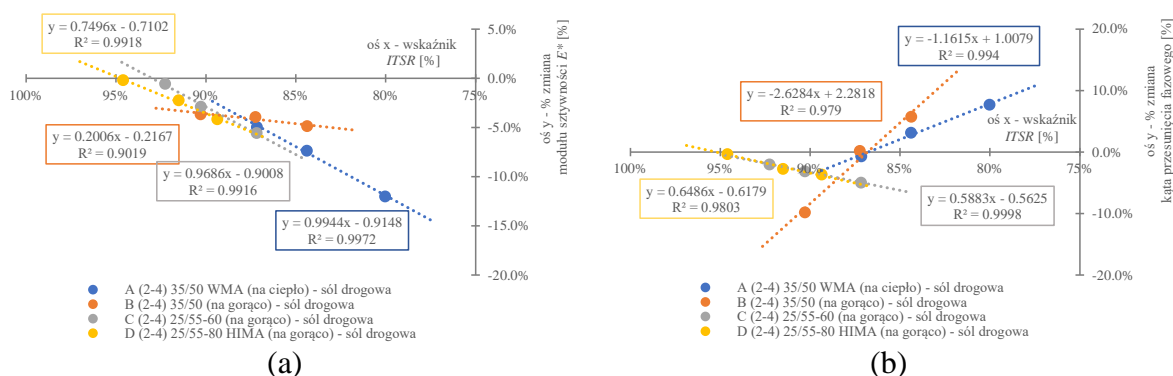 y = 0.7496x - 0.7102
R² = 0.9918
5.0%
oś x - wskaźnik
ITSR [%]
0.0%
100%
95%
90%
85%
80%
75%
-5.0%
-10.0%
-15.0%
-20.0%
oś y - % zmiana
modułu sztywności E* [%]
y = 0.2006x - 0.2167
R² = 0.9019
y = 0.9686x - 0.9008
R² = 0.9916
y = 0.9944x - 0.9148
R² = 0.9972
A (2-4) 35/50 WMA (na ciepło) - sól drogowa
B (2-4) 35/50 (na gorąco) - sól drogowa
C (2-4) 25/55-60 (na gorąco) - sól drogowa
D (2-4) 25/55-80 HIMA (na gorąco) - sól drogowa
(a)
20.0%
y = -1.1615x + 1.0079
R² = 0.994
10.0%
y = -2.6284x + 2.2818
R² = 0.979
oś x - wskaźnik
ITSR [%]
0.0%
100%
95%
90%
85%
80%
75%
-10.0%
-20.0%
oś y - % zmiana
kąta przesunięcia fazowego [%]
y = 0.6486x - 0.6179
R² = 0.9803
y = 0.5883x - 0.5625
R² = 0.9998
A (2-4) 35/50 WMA (na ciepło) - sól drogowa
B (2-4) 35/50 (na gorąco) - sól drogowa
C (2-4) 25/55-60 (na gorąco) - sól drogowa
D (2-4) 25/55-80 HIMA (na gorąco) - sól drogowa
(b)